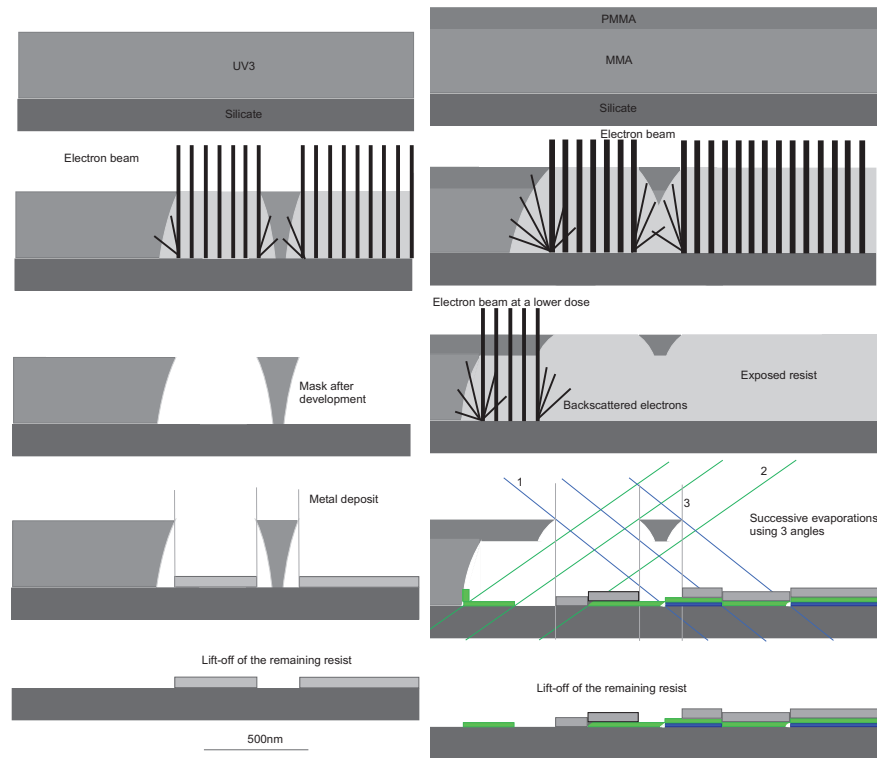 UV3
Silicate
Electron beam
Mask after
development
Metal deposit
Lift-off of the remaining resist
500nm
PMMA
MMA
Silicate
Electron beam
Electron beam at a lower dose
Exposed resist
Backscattered electrons
1
2
3
Successive evaporations
using 3 angles
Lift-off of the remaining resist